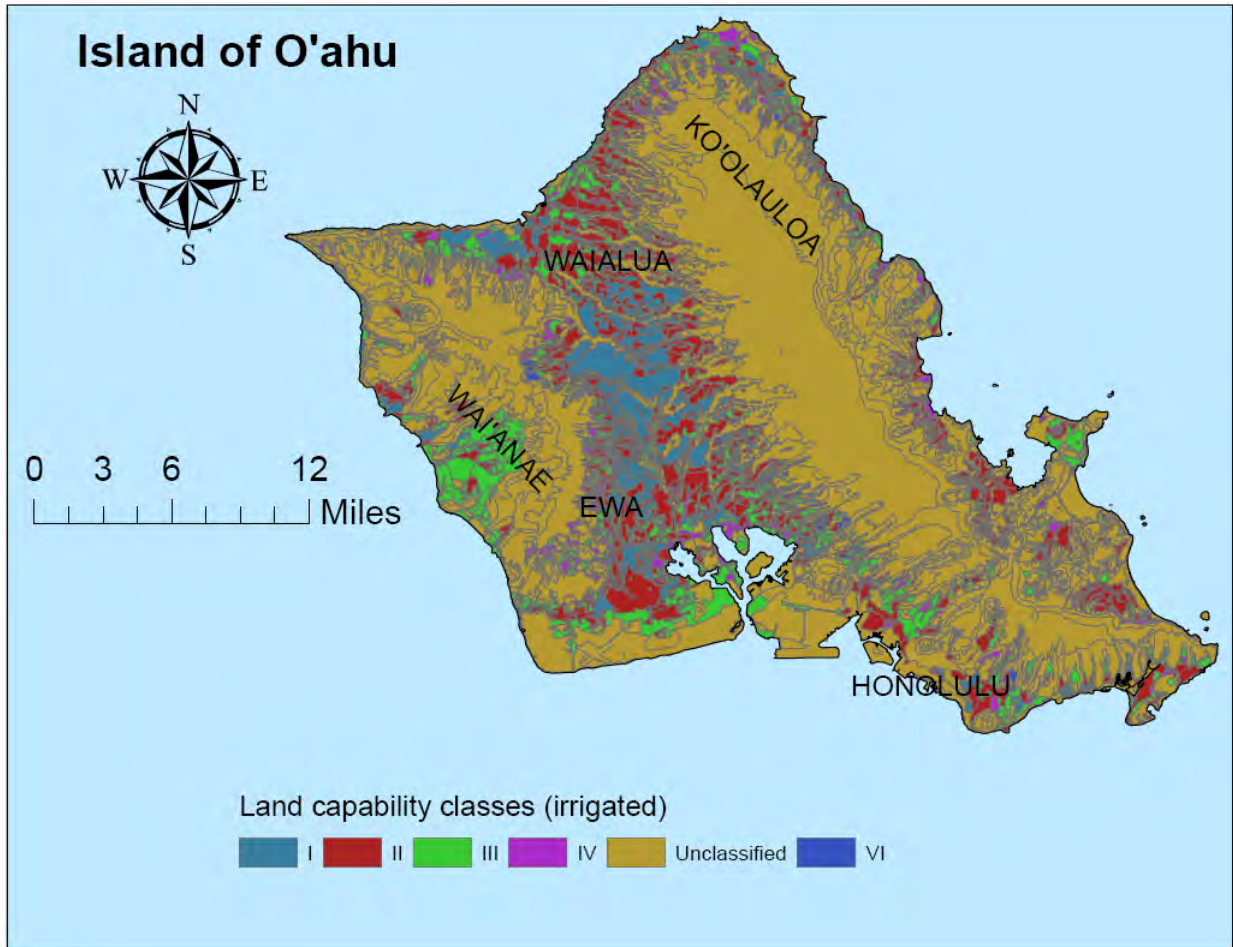 Island of O'ahu
N
W E
S
KO'OLAULOA
WAIALUA
WAI'ANAE
0 3 6 12
Miles
EWA
HONOLULU
Land capability classes (irrigated)
I II III IV Unclassified VI